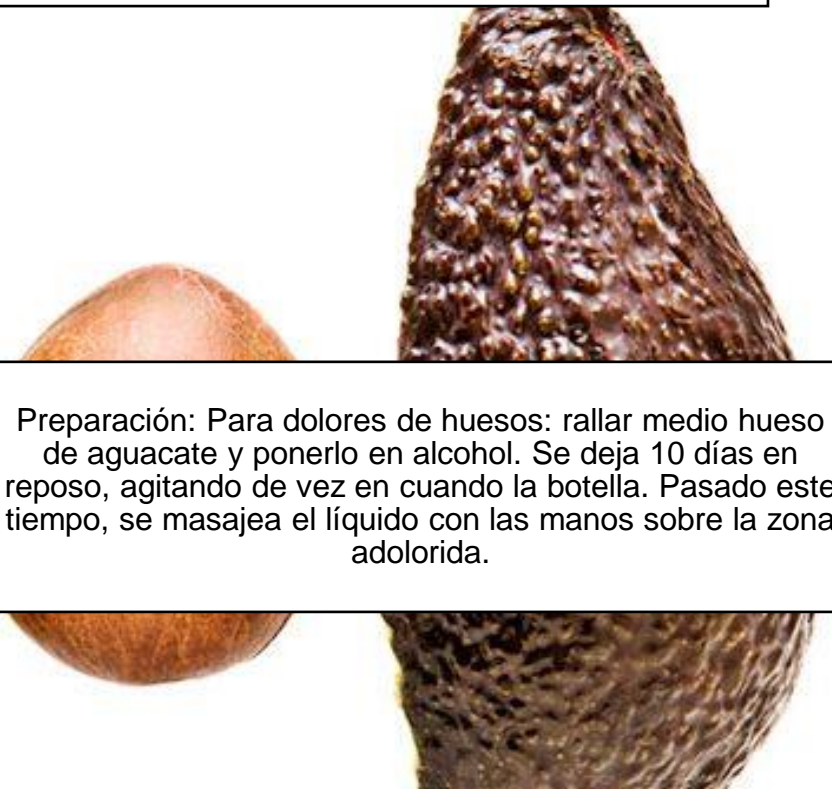 Preparación: Para dolores de huesos: rallar medio hueso
de aguacate y ponerlo en alcohol. Se deja 10 días en
reposo, agitando de vez en cuando la botella. Pasado este
tiempo, se masajea el líquido con las manos sobre la zona
adolorida.